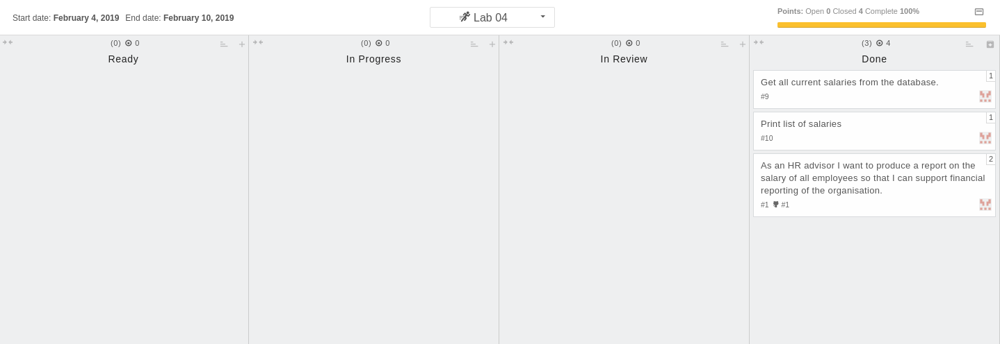 Start date: February 4, 2019 End date: February 10, 2019
Lab 04
Points: Open 0 Closed 4 Complete 100%
(0) 0
Ready
(0) 0
In Progress
(0) 0
In Review
(3) 4
Done
1
Get all current salaries from the database.
#9
1
Print list of salaries
#10
2
As an HR advisor I want to produce a report on the
salary of all employees so that I can support financial
reporting of the organisation.
#1 #1